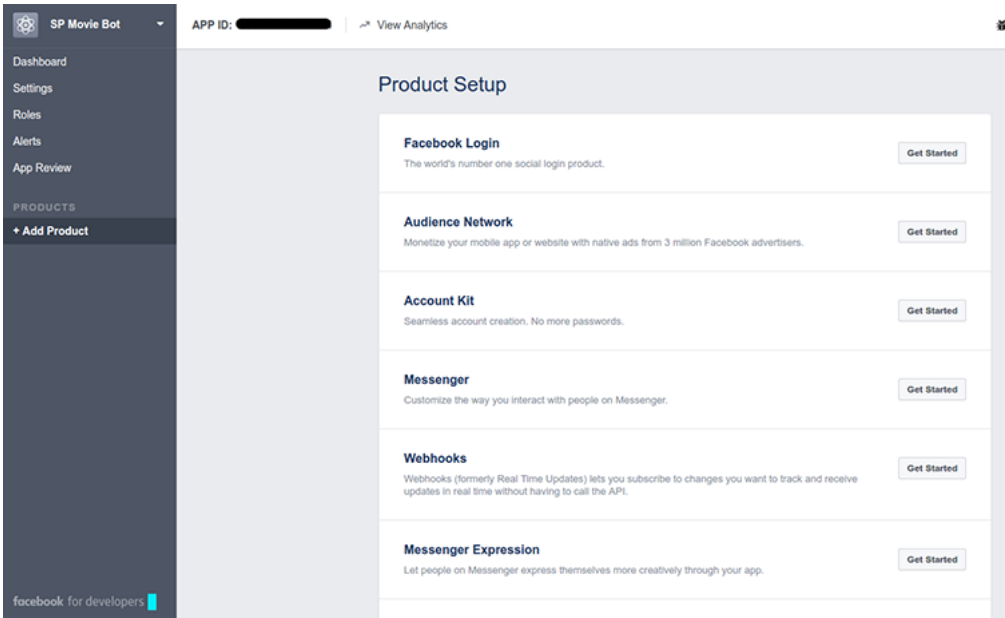 SP Movie Bot
APP ID:
View Analytics
Dashboard
Settings
Roles
Alerts
App Review
PRODUCTS
+ Add Product
facebook for developers
Product Setup
Facebook Login
The world's number one social login product.
Get Started
Audience Network
Monetize your mobile app or website with native ads from 3 million Facebook advertisers.
Get Started
Account Kit
Seamless account creation. No more passwords.
Get Started
Messenger
Customize the way you interact with people on Messenger.
Get Started
Webhooks
Webhooks (formerly Real Time Updates) lets you subscribe to changes you want to track and receive
updates in real time without having to call the API.
Get Started
Messenger Expression
Let people on Messenger express themselves more creatively through your app.
Get Started